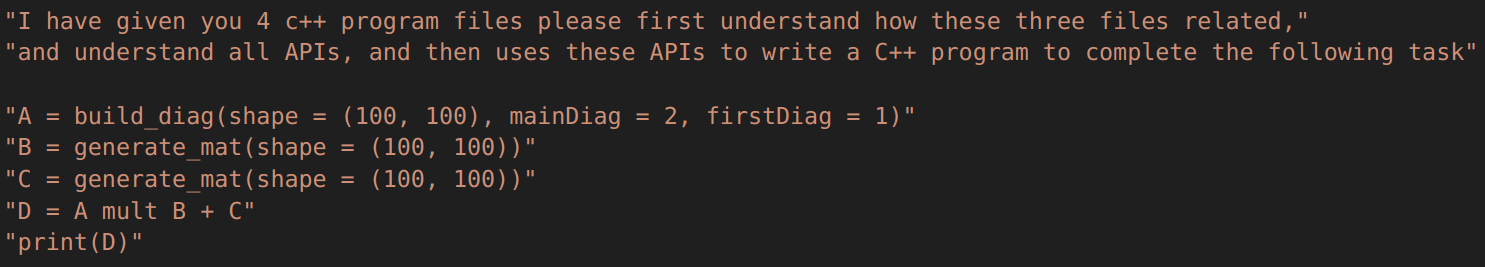 "I have given you 4 c++ program files please first understand how these three files related,"
"and understand all APIs, and then uses these APIs to write a C++ program to complete the following task"
"A = build_diag(shape = (100, 100), mainDiag = 2, firstDiag = 1)"
"B = generate_mat(shape = (100, 100))"
"C = generate_mat(shape = (100, 100))"
"D = A mult B + C"
"print(D)"